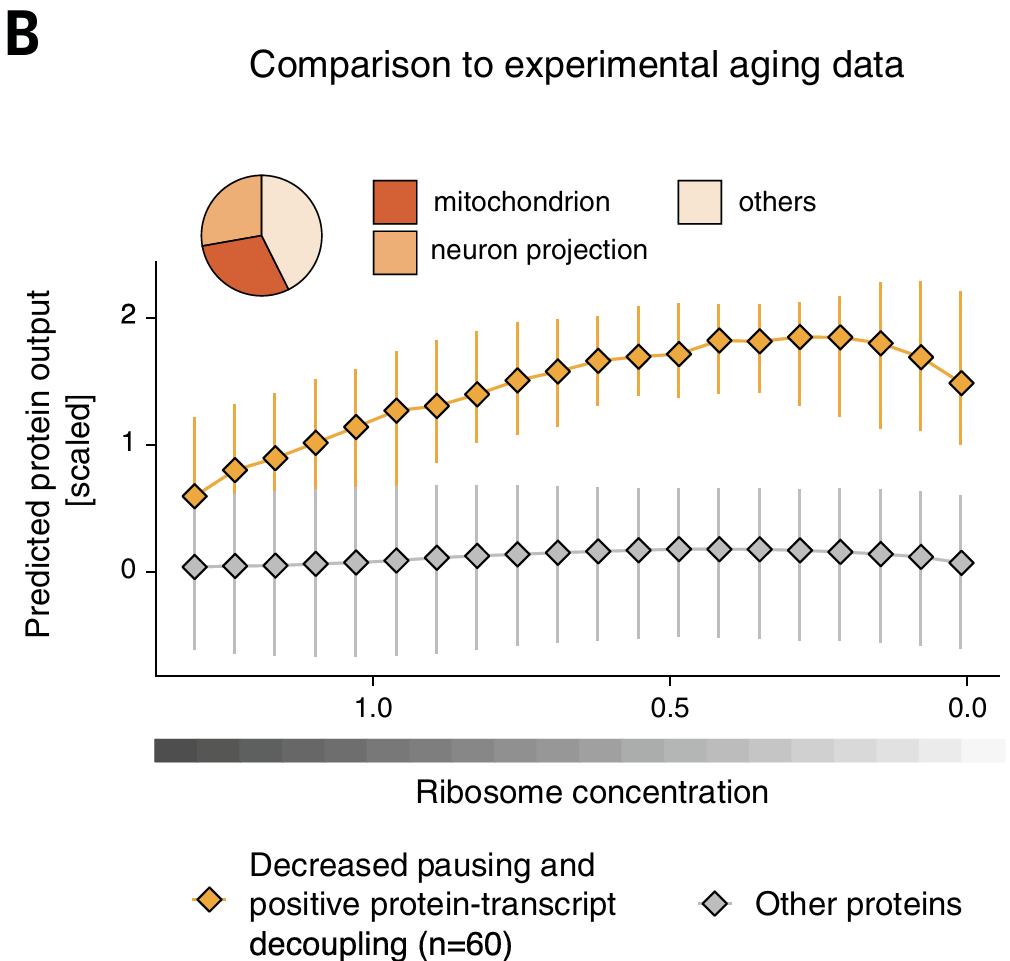 B
Comparison to experimental aging data
mitochondrion
others
neuron projection
Predicted protein output
[scaled]
2
1
0
1.0
0.5
0.0
Ribosome concentration
Decreased pausing and
positive protein-transcript
decoupling (n=60)
Other proteins